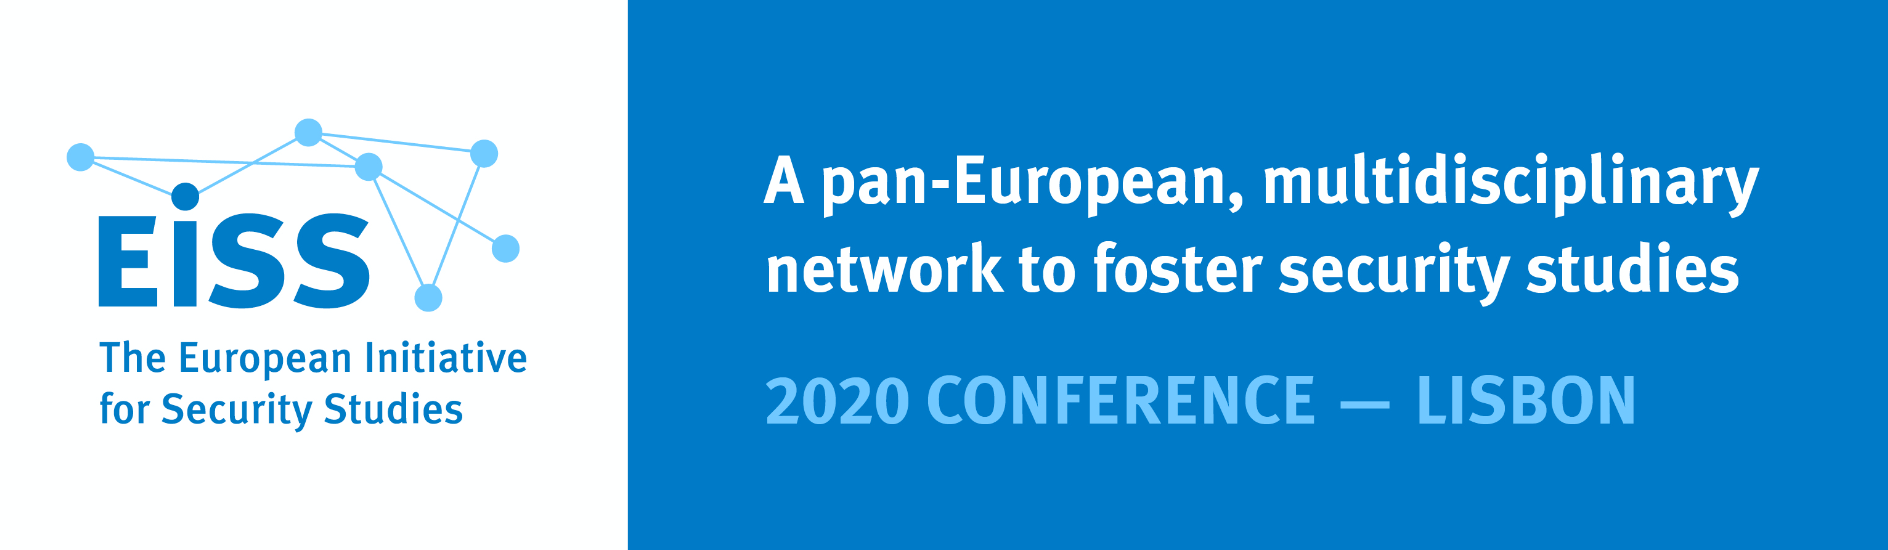 EiSS
The European Initiative
for Security Studies
A pan-European, multidisciplinary
network to foster security studies
2020 CONFERENCE — LISBON